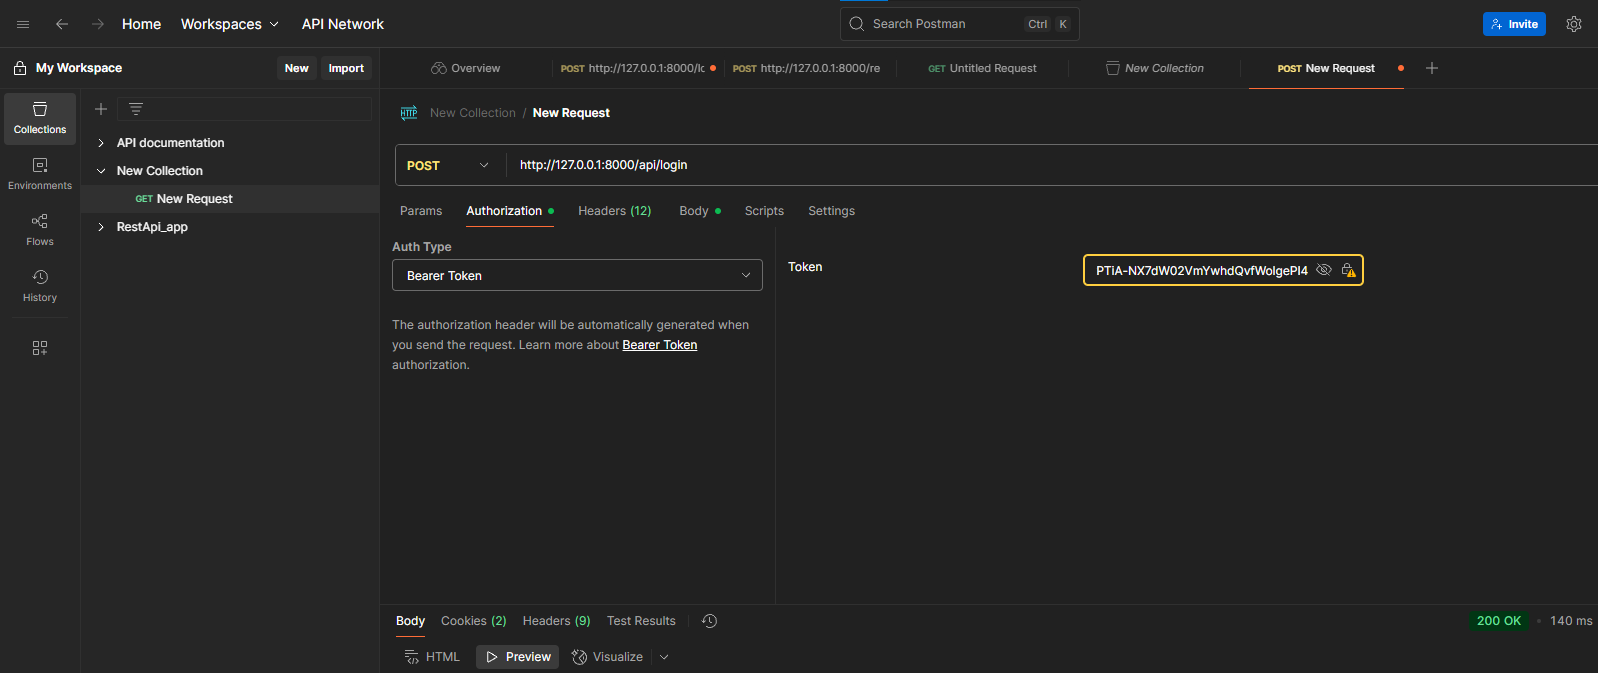 Home Workspaces API Network Search Postman Ctrl K Invite
My Workspace New Import Overview POST http://127.0.0.1:8000/lo POST http://127.0.0.1:8000/re GET Untitled Request New Collection POST New Request
Collections
Environments
Flows
History
API documentation
New Collection
GET New Request
RestApi_app
HTTP New Collection / New Request
POST http://127.0.0.1:8000/api/login
Params Authorization Headers (12) Body Scripts Settings
Auth Type
Bearer Token
The authorization header will be automatically generated when
you send the request. Learn more about Bearer Token
authorization.
Token PTiA-NX7dW02VmYwhdQvfWolgePI4
Body Cookies (2) Headers (9) Test Results 200 OK • 140 ms
HTML Preview Visualize